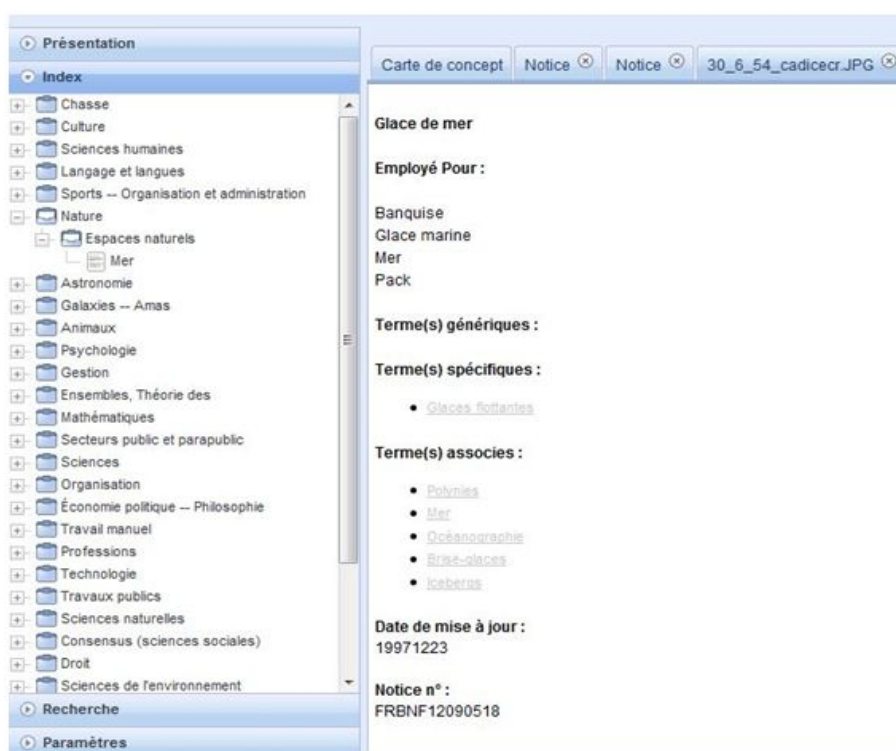 Présentation
Index
Chasse
Culture
Sciences humaines
Langage et langues
Sports -- Organisation et administration
Nature
Espaces naturels
Mer
Astronomie
Galaxies -- Amas
Animaux
Psychologie
Gestion
Ensembles, Théorie des
Mathématiques
Secteurs public et parapublic
Sciences
Organisation
Économie politique -- Philosophie
Travail manuel
Professions
Technologie
Travaux publics
Sciences naturelles
Consensus (sciences sociales)
Droit
Sciences de l'environnement
Recherche
Paramètres
Carte de concept
Notice
Notice
30_6_54_cadicecr.JPG
Glace de mer
Employé Pour :
Banquise
Glace marine
Mer
Pack
Terme(s) génériques :
Terme(s) spécifiques :
Glaces flottantes
Terme(s) associes :
Polynies
Mer
Océanographie
Brise-glaces
Icebergs
Date de mise à jour :
19971223
Notice n° :
FRBNF12090518